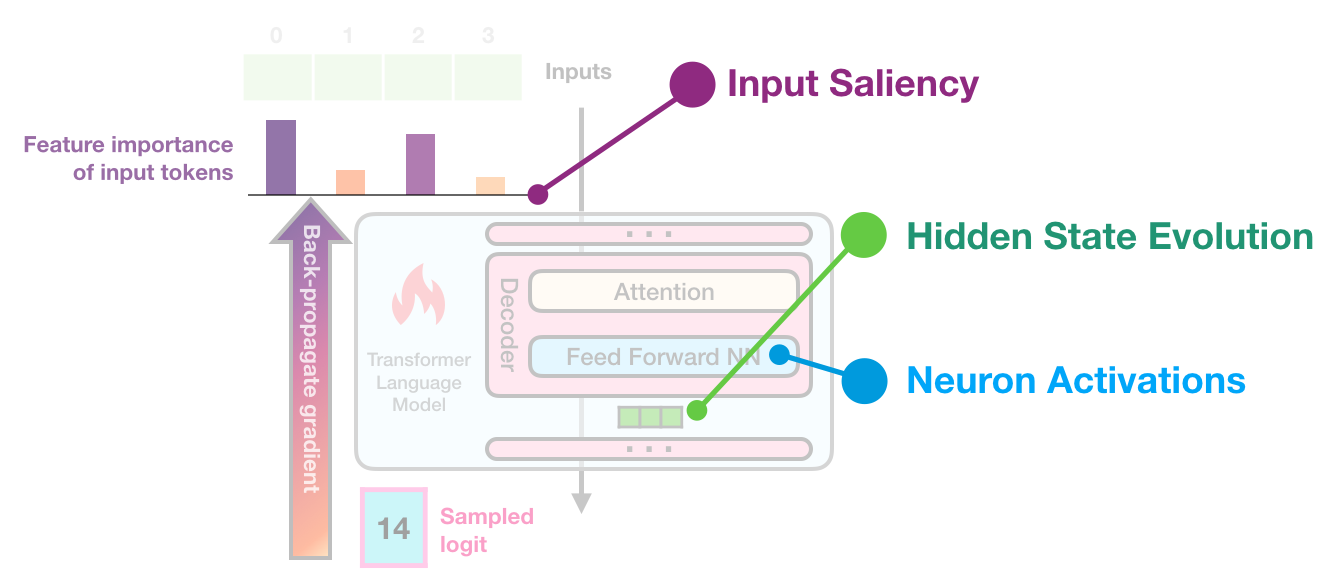 0 1 2 3
Inputs
Input Saliency
Feature importance
of input tokens
Back-propagate gradient
. . .
Hidden State Evolution
Decoder
Attention
Feed Forward NN
Transformer
Language
Model
Neuron Activations
. . .
14
Sampled
logit